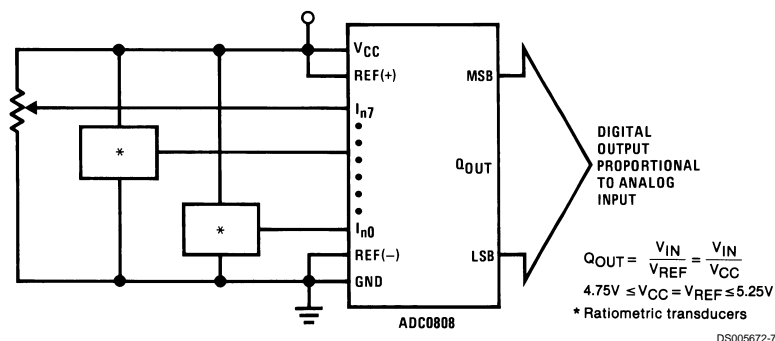 VCC
REF(+)
MSB
In7
*
QOUT
DIGITAL
OUTPUT
PROPORTIONAL
TO ANALOG
INPUT
*
In0
REF(−)
LSB
GND
ADC0808
QOUT = VIN / VREF = VIN / VCC
4.75V ≤ VCC = VREF ≤ 5.25V
* Ratiometric transducers
DS005672-7